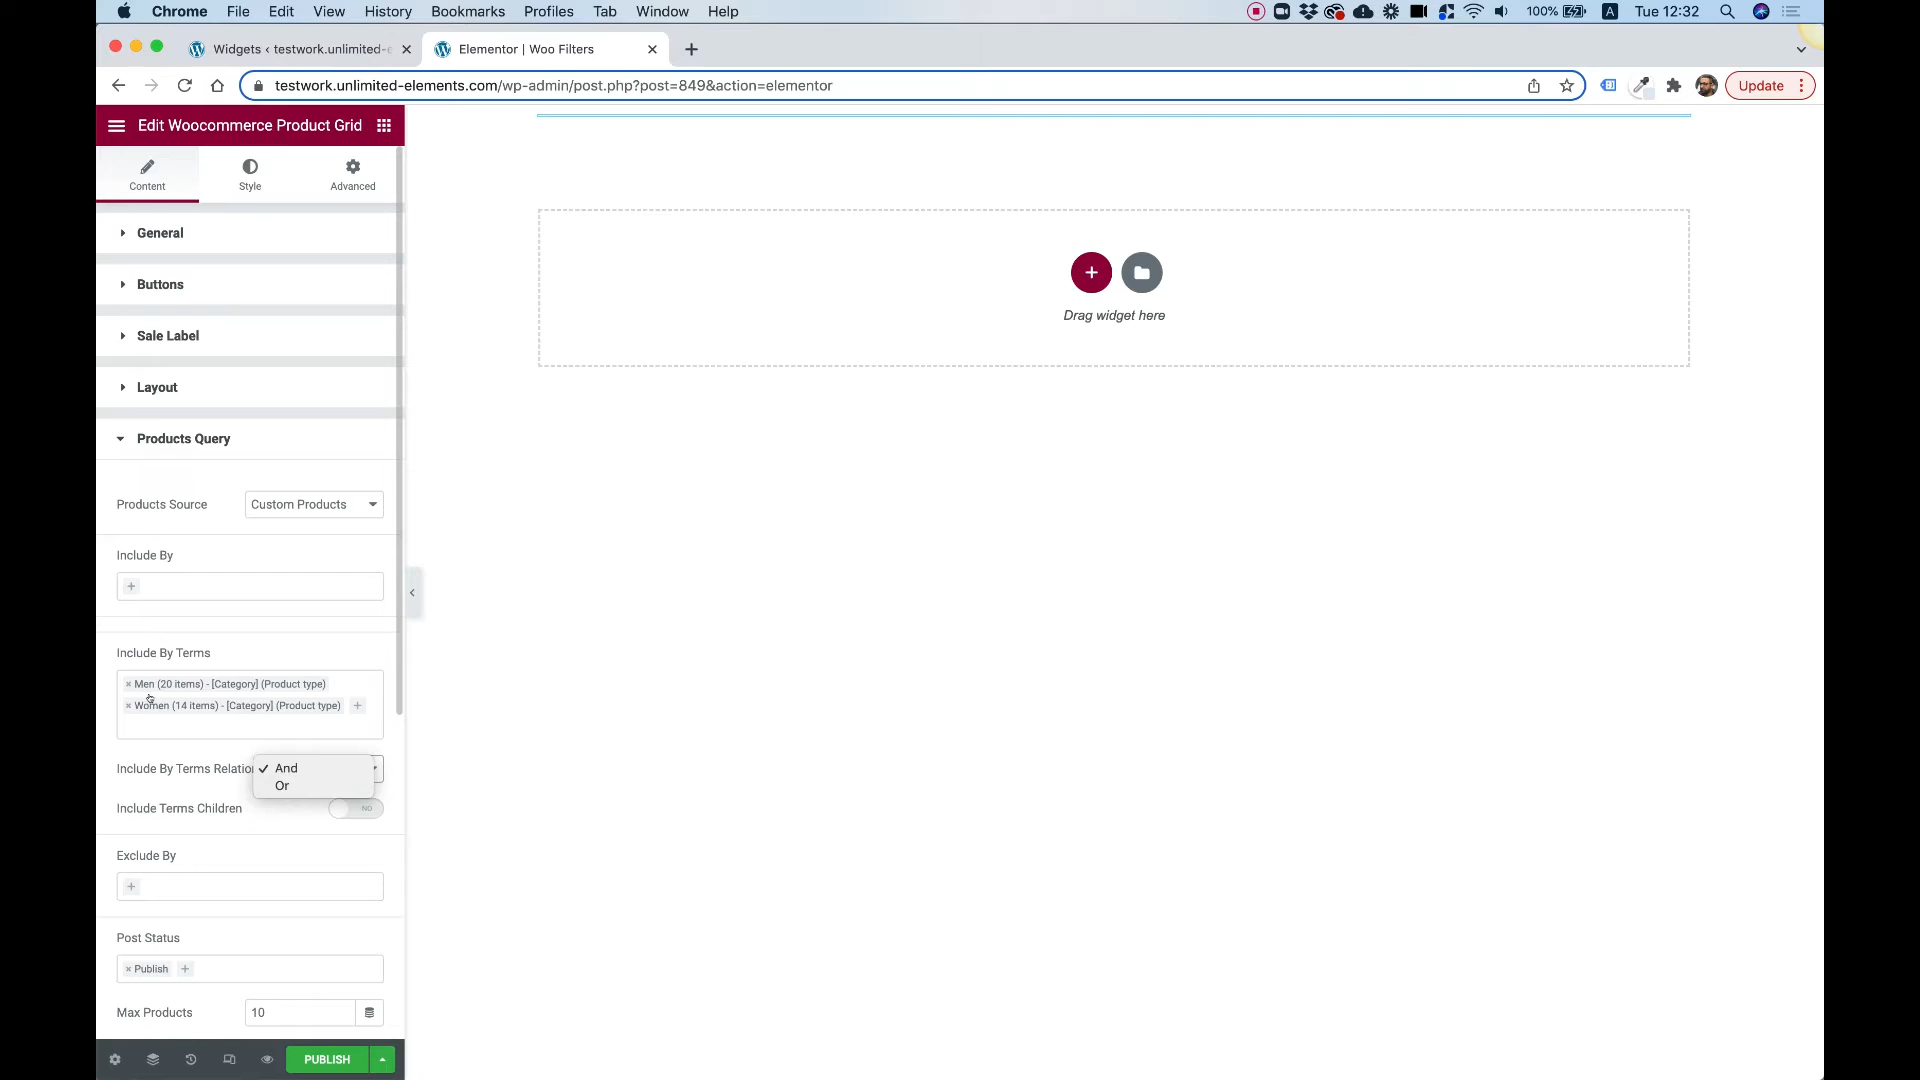 Chrome File Edit View History Bookmarks Profiles Tab Window Help 100% A Tue 12:32
Widgets ‹ testwork.unlimited-e Elementor | Woo Filters
testwork.unlimited-elements.com/wp-admin/post.php?post=849&action=elementor Update
Edit Woocommerce Product Grid
Content Style Advanced
General
Buttons
Sale Label
Layout
Products Query
Products Source Custom Products
Include By
+
Include By Terms
× Men (20 items) - [Category] (Product type)
× Women (14 items) - [Category] (Product type) +
Include By Terms Relation ✓ And
Or
Include Terms Children NO
Exclude By
+
Post Status
× Publish +
Max Products 10
PUBLISH
Drag widget here